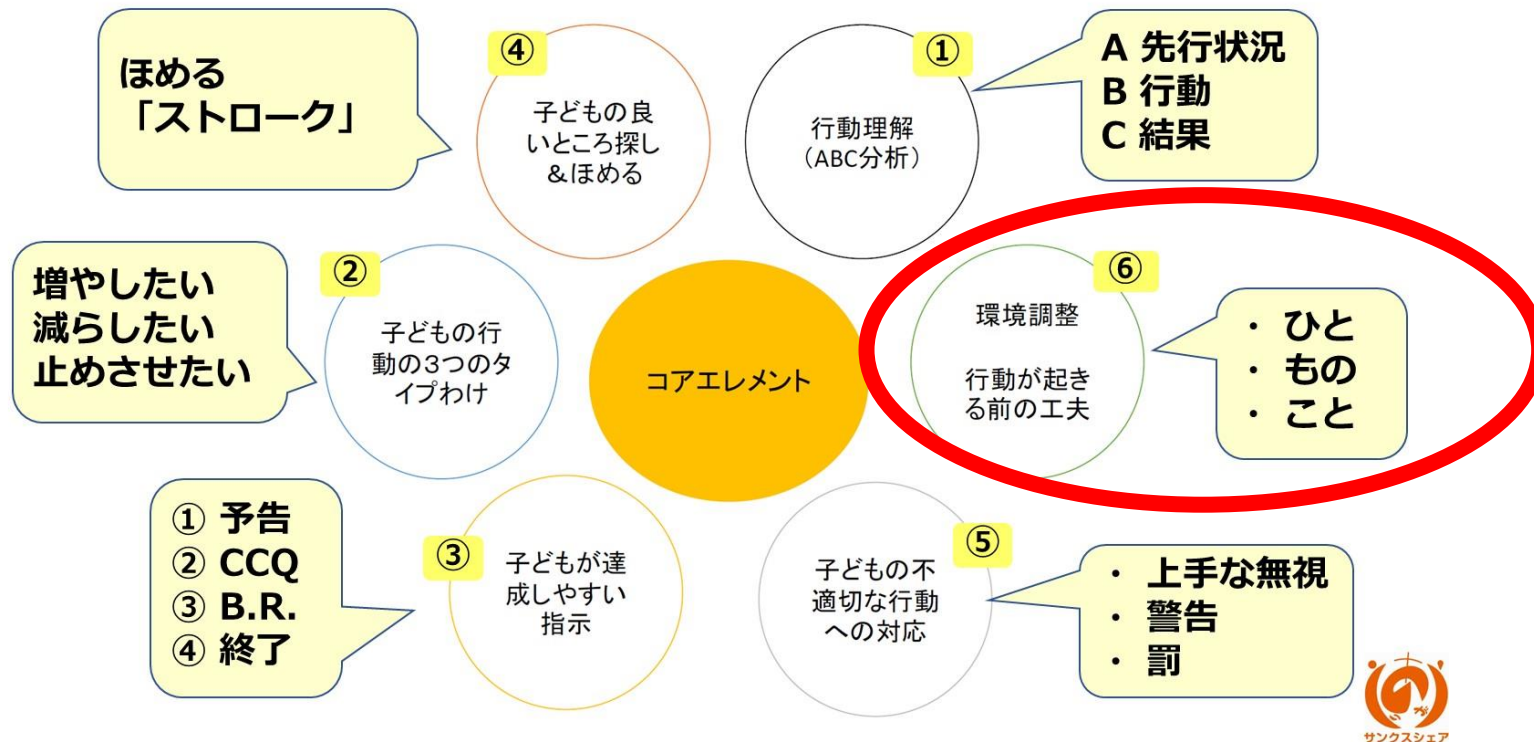 ほめる
「ストローク」
④
子どもの良
いところ探し
&ほめる
①
行動理解
(ABC分析)
A 先行状況
B 行動
C 結果
増やしたい
減らしたい
止めさせたい
②
子どもの行
動の3つのタ
イプわけ
コアエレメント
⑥
環境調整
行動が起き
る前の工夫
・ ひと
・ もの
・ こと
① 予告
② CCQ
③ B.R.
④ 終了
③
子どもが達
成しやすい
指示
⑤
子どもの不
適切な行動
への対応
・ 上手な無視
・ 警告
・ 罰
サンクスシェア